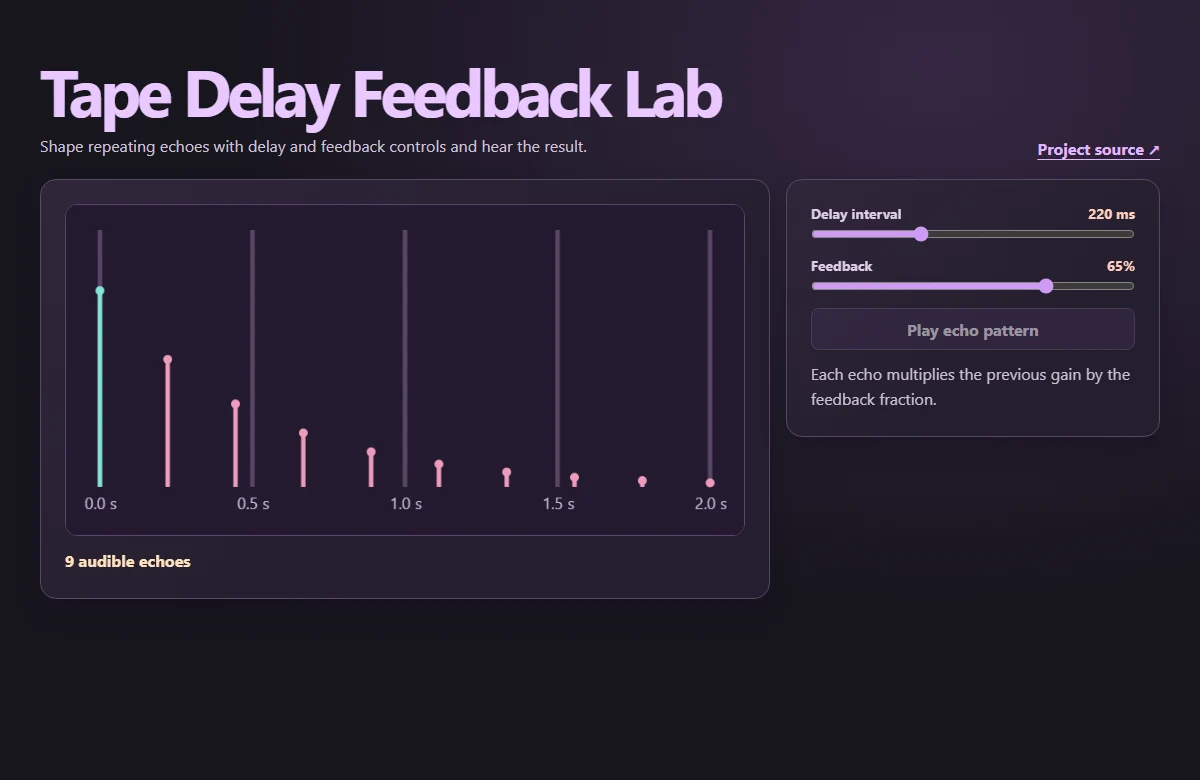 Tape Delay Feedback Lab
Shape repeating echoes with delay and feedback controls and hear the result.
Project source ↗
0.0 s
0.5 s
1.0 s
1.5 s
2.0 s
9 audible echoes
Delay interval
220 ms
Feedback
65%
Play echo pattern
Each echo multiplies the previous gain by the
feedback fraction.